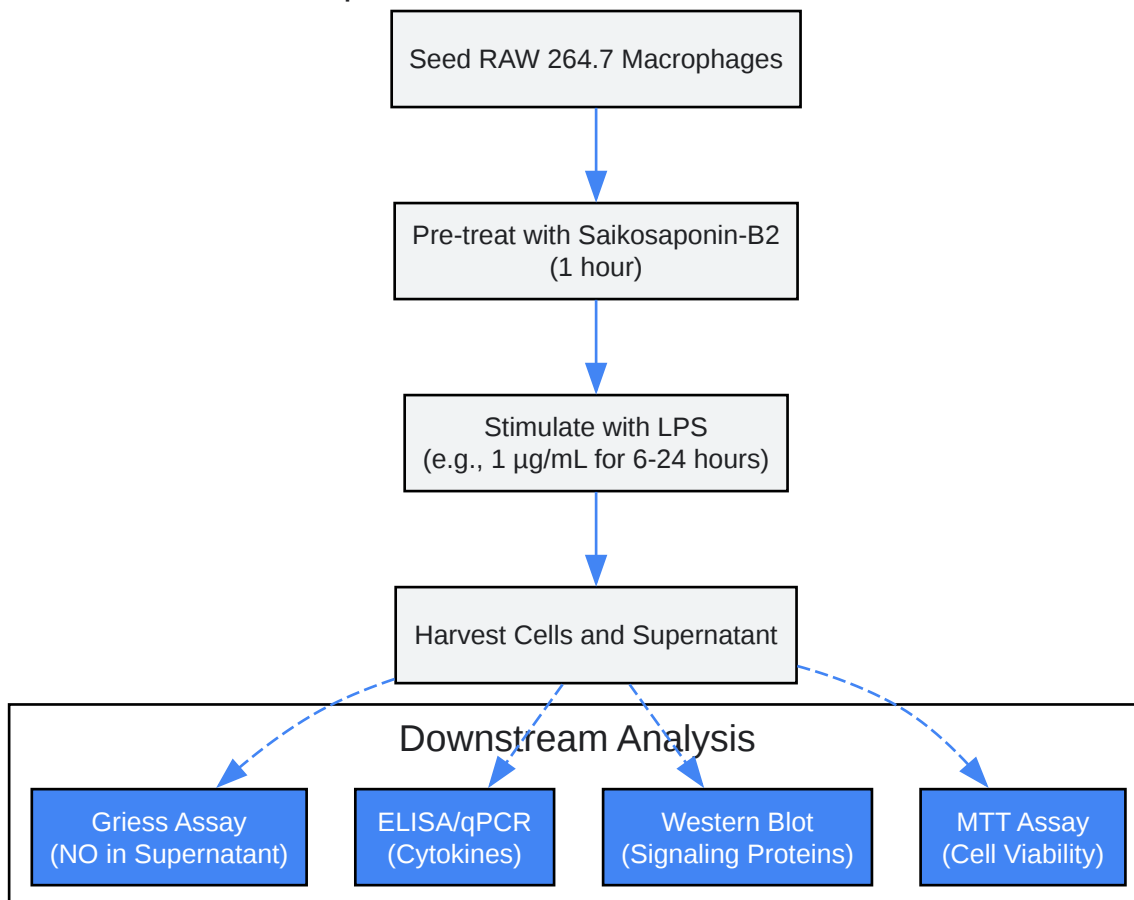 Seed RAW 264.7 Macrophages
Pre-treat with Saikosaponin-B2
(1 hour)
Stimulate with LPS
(e.g., 1 µg/mL for 6-24 hours)
Harvest Cells and Supernatant
Downstream Analysis
Griess Assay
(NO in Supernatant)
ELISA/qPCR
(Cytokines)
Western Blot
(Signaling Proteins)
MTT Assay
(Cell Viability)